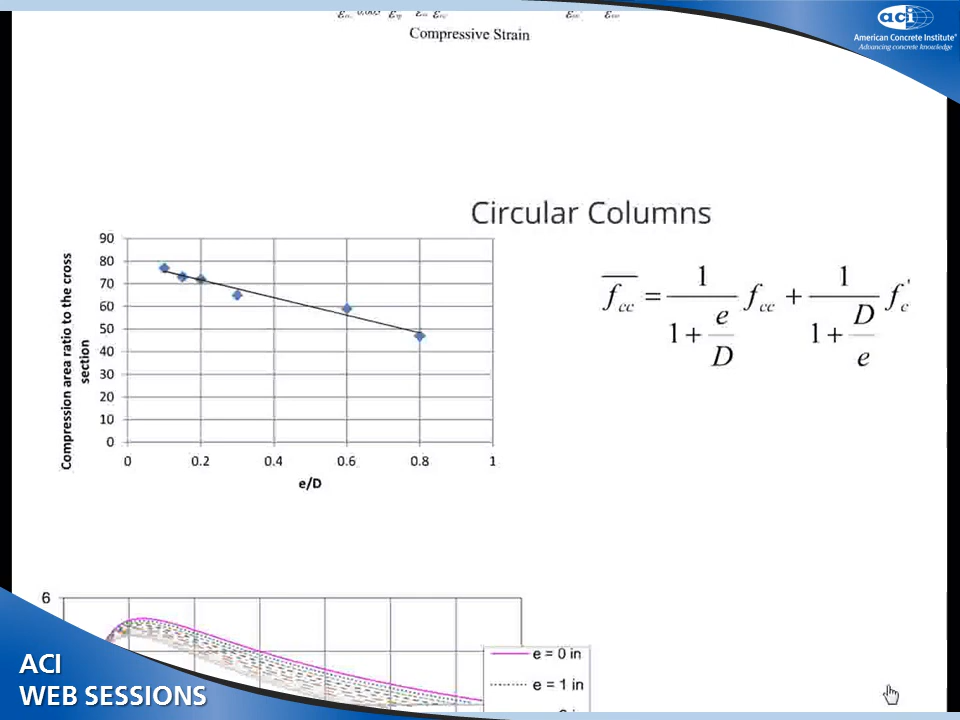 aci
American Concrete Institute
Advancing concrete knowledge
Compressive Strain
Circular Columns
Compression area ratio to the cross
section
90
80
70
60
50
40
30
20
10
0
0 0.2 0.4 0.6 0.8 1
e/D
f̅cc = 1/(1 + e/D) fcc + 1/(1 + D/e) f'c
6
e = 0 in
e = 1 in
ACI
WEB SESSIONS